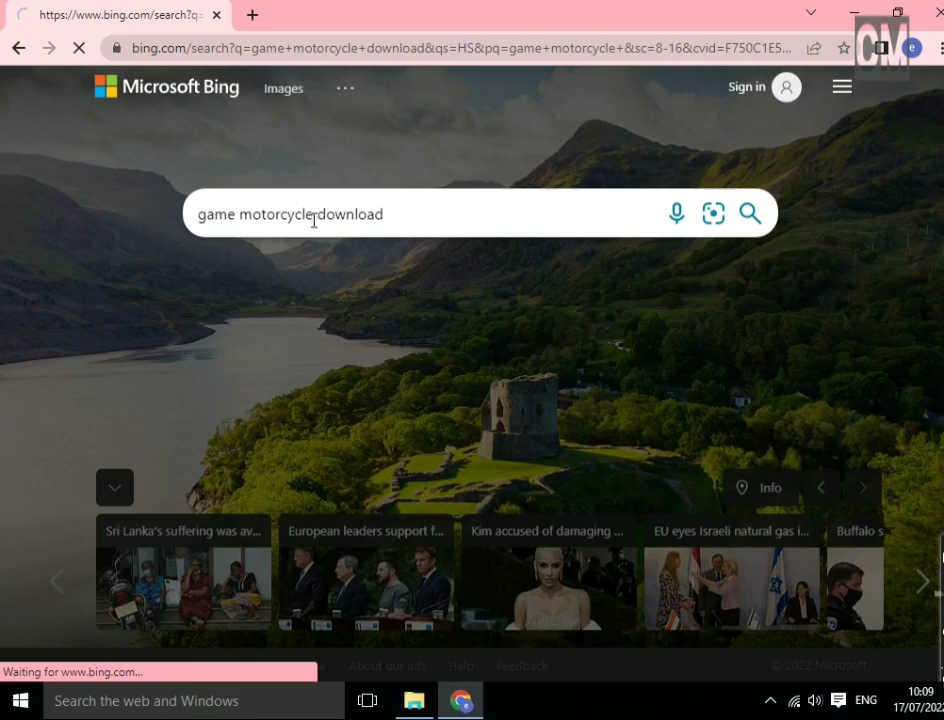 https://www.bing.com/search?q=
bing.com/search?q=game+motorcycle+download&qs=HS&pq=game+motorcycle+&sc=8-16&cvid=F750C1E5...
e
CM
Microsoft Bing
Images
Sign in
game motorcycle download
Info
Sri Lanka's suffering was av...
European leaders support f...
Kim accused of damaging ...
EU eyes Israeli natural gas i...
Buffalo s
Waiting for www.bing.com...
About our ads
Help
Feedback
© 2022 Microsoft
Search the web and Windows
e
ENG
10:09
17/07/2022